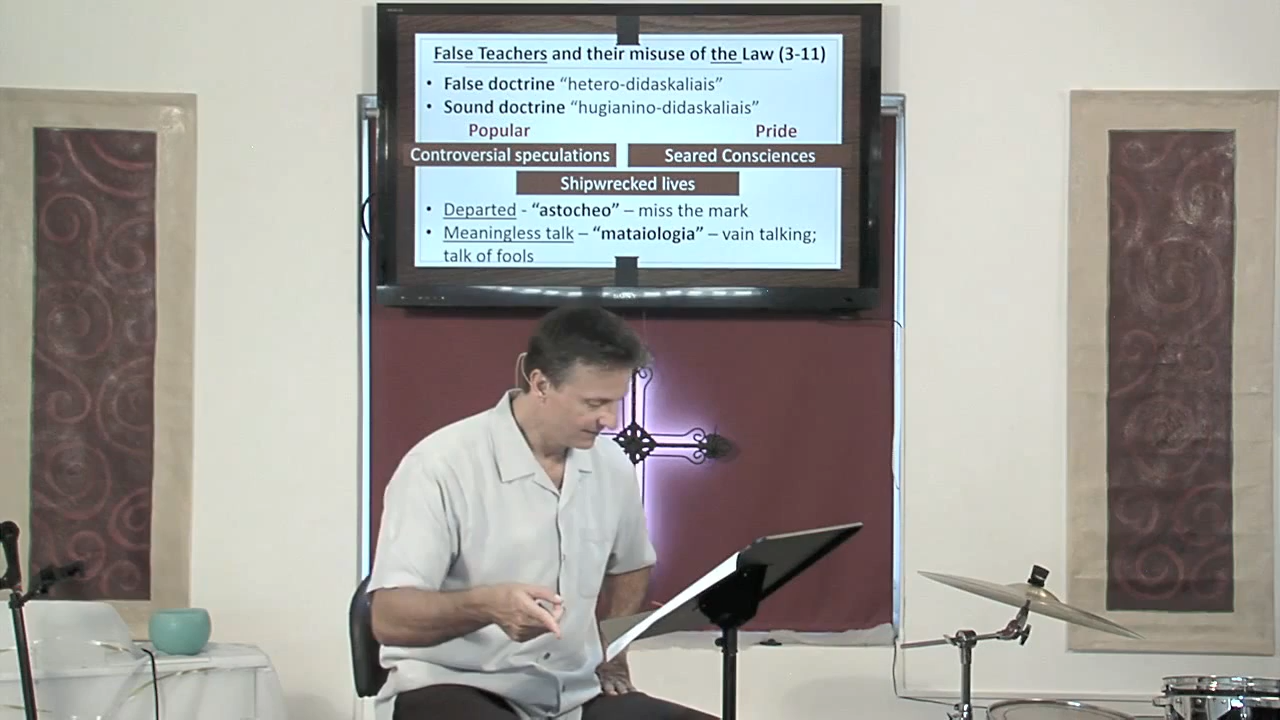 False Teachers and their misuse of the Law (3-11)
• False doctrine “hetero-didaskaliais”
• Sound doctrine “hugianino-didaskaliais”
Popular Pride
Controversial speculations Seared Consciences
Shipwrecked lives
• Departed - “astocheo” – miss the mark
• Meaningless talk – “mataiologia” – vain talking;
talk of fools
SONY